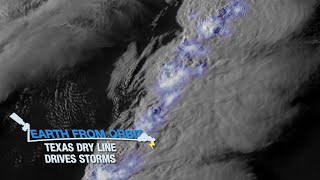 EARTH FROM ORBIT
TEXAS DRY LINE
DRIVES STORMS